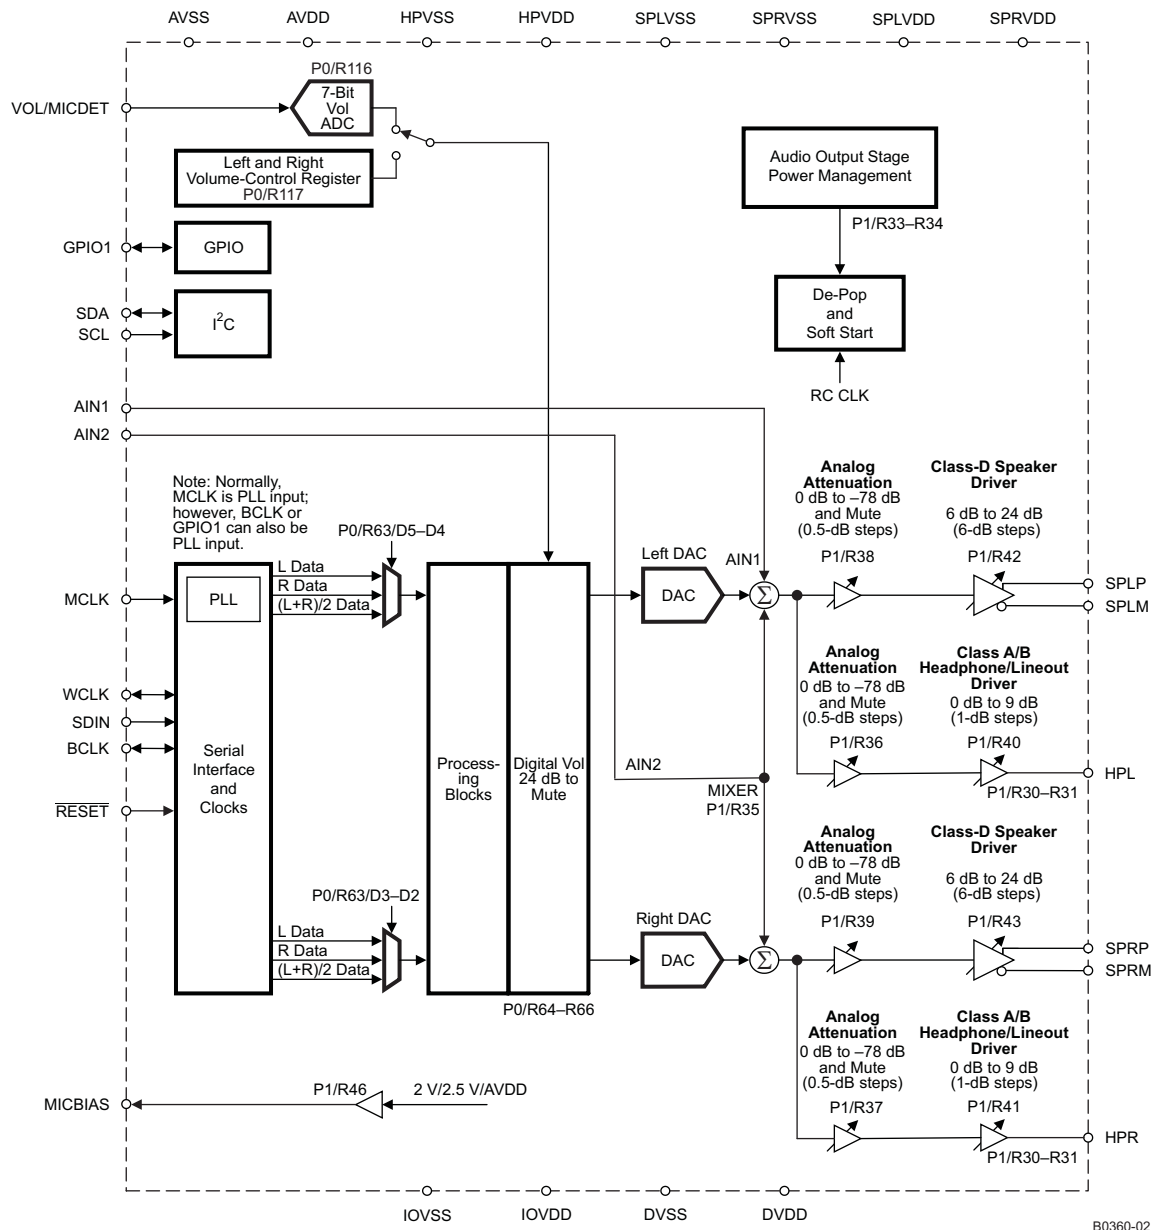 AVSS
AVDD
HPVSS
HPVDD
SPLVSS
SPRVSS
SPLVDD
SPRVDD
P0/R116
7-Bit
Vol
ADC
VOL/MICDET
Left and Right
Volume-Control Register
P0/R117
Audio Output Stage
Power Management
P1/R33–R34
GPIO1
GPIO
SDA
SCL
I2C
De-Pop
and
Soft Start
RC CLK
AIN1
AIN2
Note: Normally,
MCLK is PLL input;
however, BCLK or
GPIO1 can also be
PLL input.
P0/R63/D5–D4
L Data
R Data
(L+R)/2 Data
MCLK
PLL
WCLK
SDIN
BCLK
RESET
Serial
Interface
and
Clocks
Process-
ing
Blocks
Digital Vol
24 dB to
Mute
Left DAC
DAC
AIN1
Σ
Analog
Attenuation
0 dB to –78 dB
and Mute
(0.5-dB steps)
P1/R38
Class-D Speaker
Driver
6 dB to 24 dB
(6-dB steps)
P1/R42
SPLP
SPLM
Analog
Attenuation
0 dB to –78 dB
and Mute
(0.5-dB steps)
P1/R36
Class A/B
Headphone/Lineout
Driver
0 dB to 9 dB
(1-dB steps)
P1/R40
P1/R30–R31
HPL
AIN2
MIXER
P1/R35
P0/R63/D3–D2
L Data
R Data
(L+R)/2 Data
P0/R64–R66
Right DAC
DAC
Σ
Analog
Attenuation
0 dB to –78 dB
and Mute
(0.5-dB steps)
P1/R39
Class-D Speaker
Driver
6 dB to 24 dB
(6-dB steps)
P1/R43
SPRP
SPRM
Analog
Attenuation
0 dB to –78 dB
and Mute
(0.5-dB steps)
P1/R37
Class A/B
Headphone/Lineout
Driver
0 dB to 9 dB
(1-dB steps)
P1/R41
P1/R30–R31
HPR
MICBIAS
P1/R46
2 V/2.5 V/AVDD
IOVSS
IOVDD
DVSS
DVDD
B0360-02